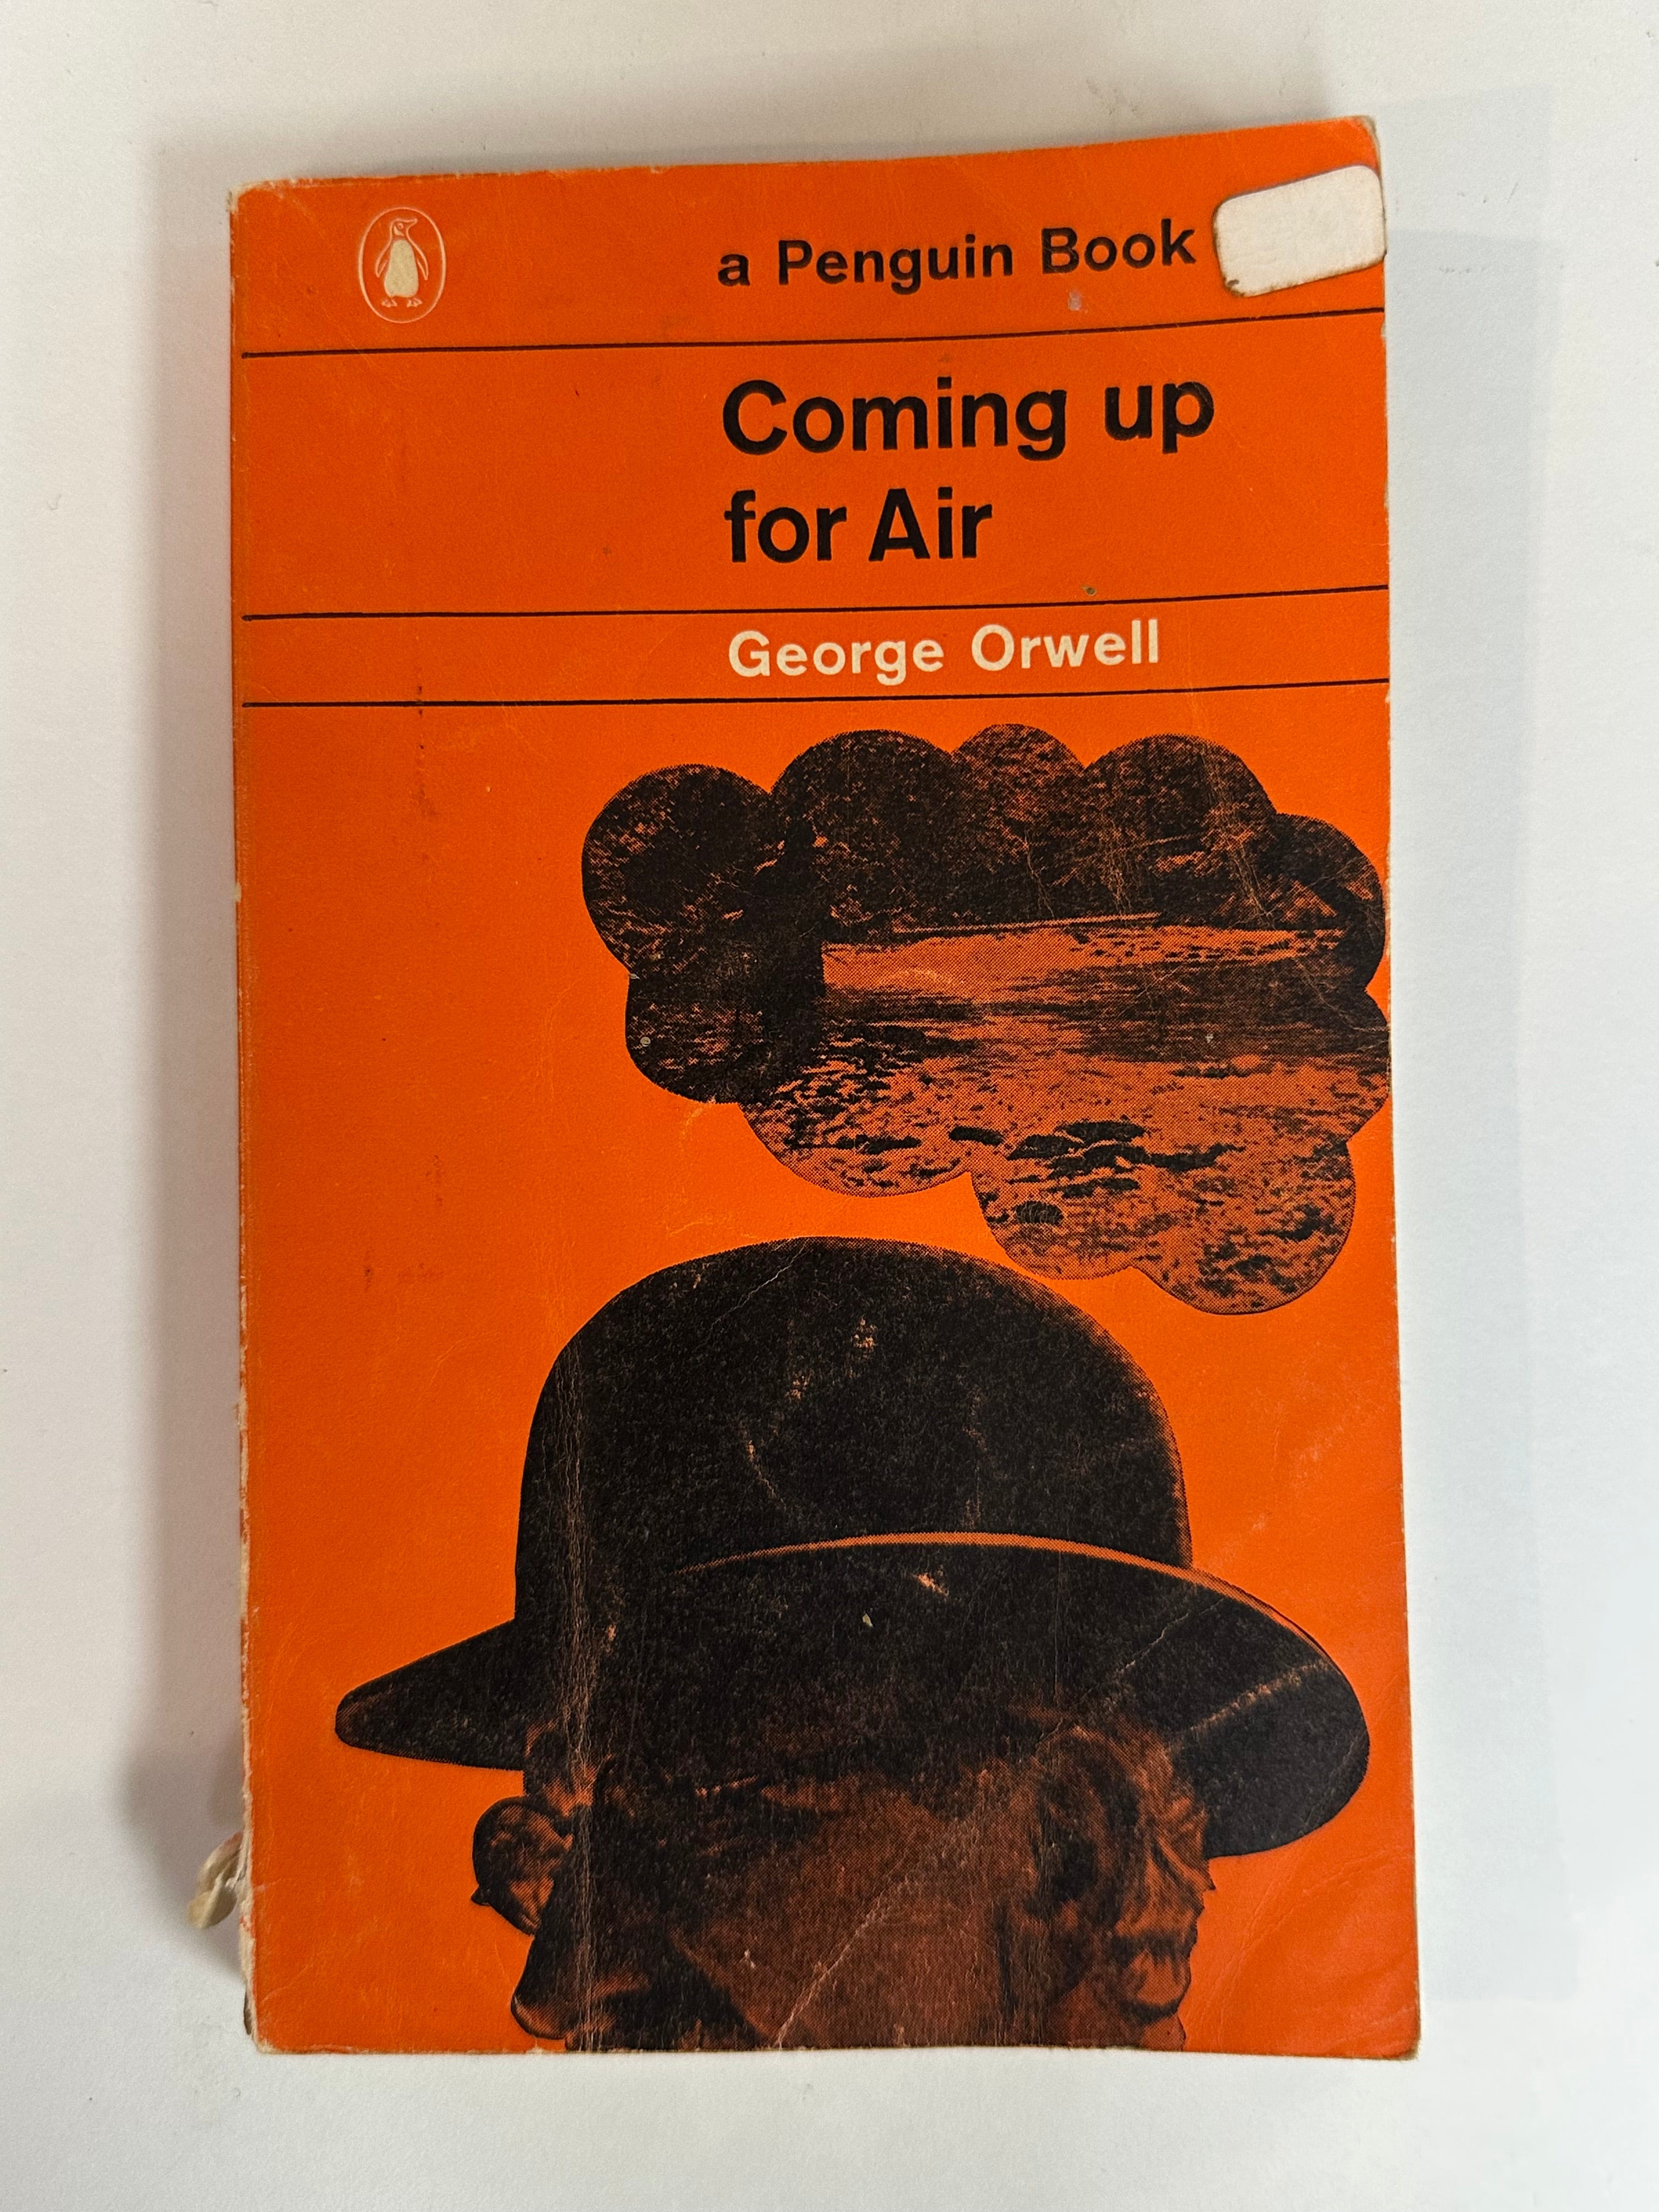 a Penguin Book
Coming up
for Air
George Orwell